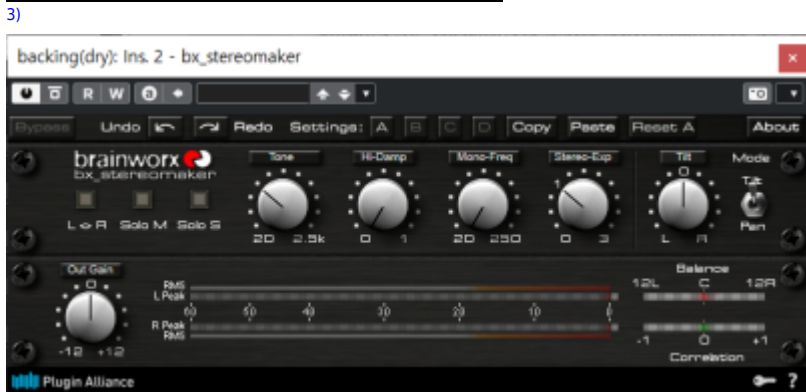 3)
backing(dry): Ins. 2 - bx_stereomaker
R W a
Bypass Undo Redo Settings: A B C D Copy Paste Reset A About
brainworx
bx_stereomaker
Tone Hi-Damp Mono-Freq Stereo-Exp Tilt Mode
1 0 Tilt
L<>R Solo M Solo S
20 2.5k 0 1 20 250 0 3 L R Pan
Out Gain
0
-12 +12
RMS
L Peak
60 50 40 30 20 10 0
R Peak
RMS
Balance
12L C 12R
-1 0 +1
Correlation
Plugin Alliance ?